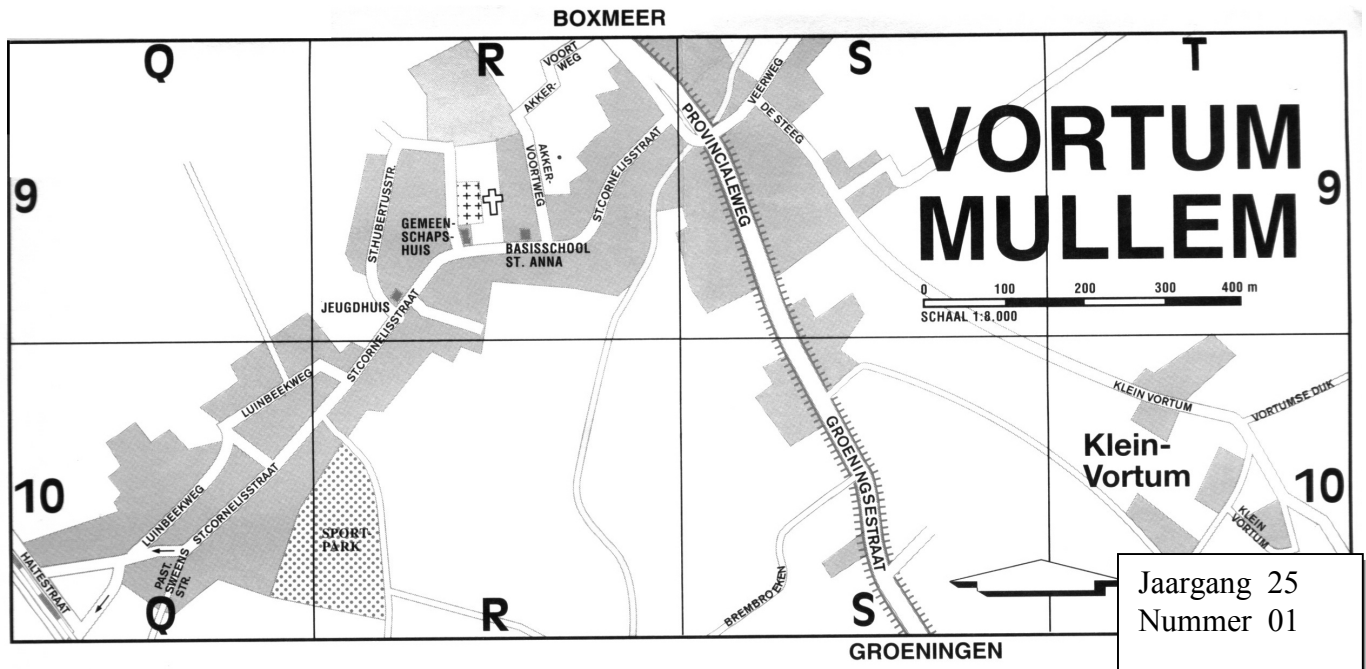 BOXMEER
Q
R
S
T
VOORT
WEG
AKKER-
VEERWEG
DE STEEG
PROVINCIALEWEG
VORTUM
MULLEM
9
9
AKKER-
VOORTWEG
ST.CORNELISSTRAAT
ST.HUBERTUSSTR.
GEMEEN-
SCHAPS-
HUIS
BASISSCHOOL
ST. ANNA
JEUGDHUIS
ST.CORNELISSTRAAT
0 100 200 300 400 m
SCHAAL 1:8.000
LUINBEEKWEG
KLEIN VORTUM
VORTUMSE DIJK
Klein-
Vortum
10
10
GROENINGSESTRAAT
LUINBEEKWEG
ST.CORNELISSTRAAT
SPORT-
PARK
KLEIN
VORTUM
HALTESTRAAT
PAST.
SWEENS
STR.
BREMBROEKEN
Q
R
S
Jaargang 25
Nummer 01
GROENINGEN